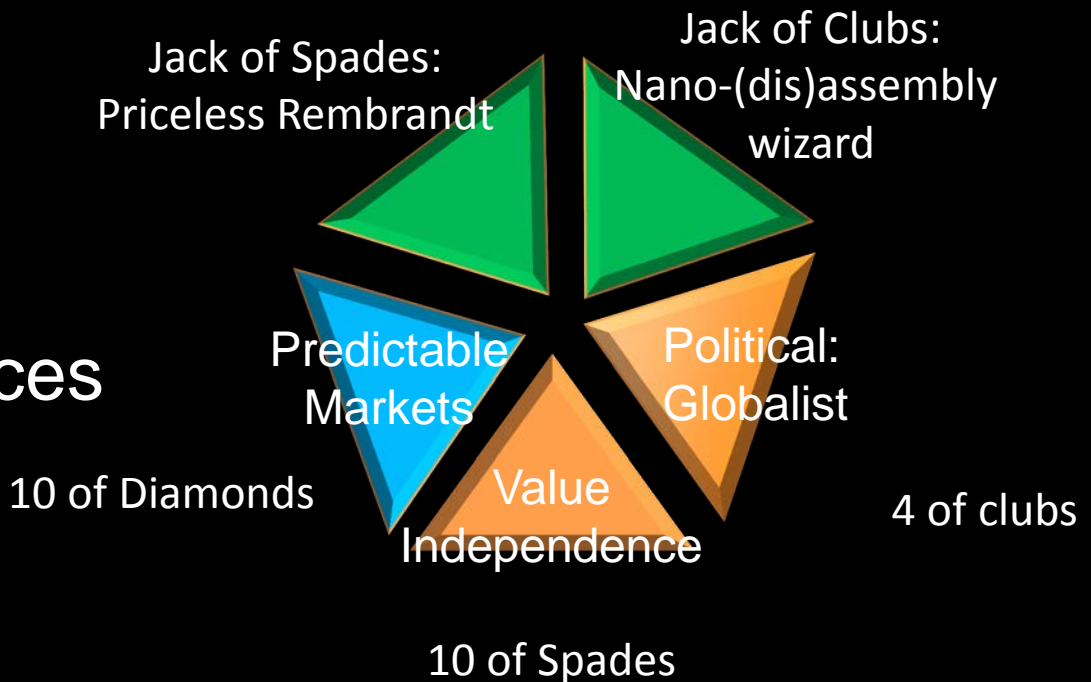 Jack of Spades:
Priceless Rembrandt
Jack of Clubs:
Nano-(dis)assembly
wizard
Predictable
Markets
Political:
Globalist
ces
10 of Diamonds
Value
Independence
4 of clubs
10 of Spades